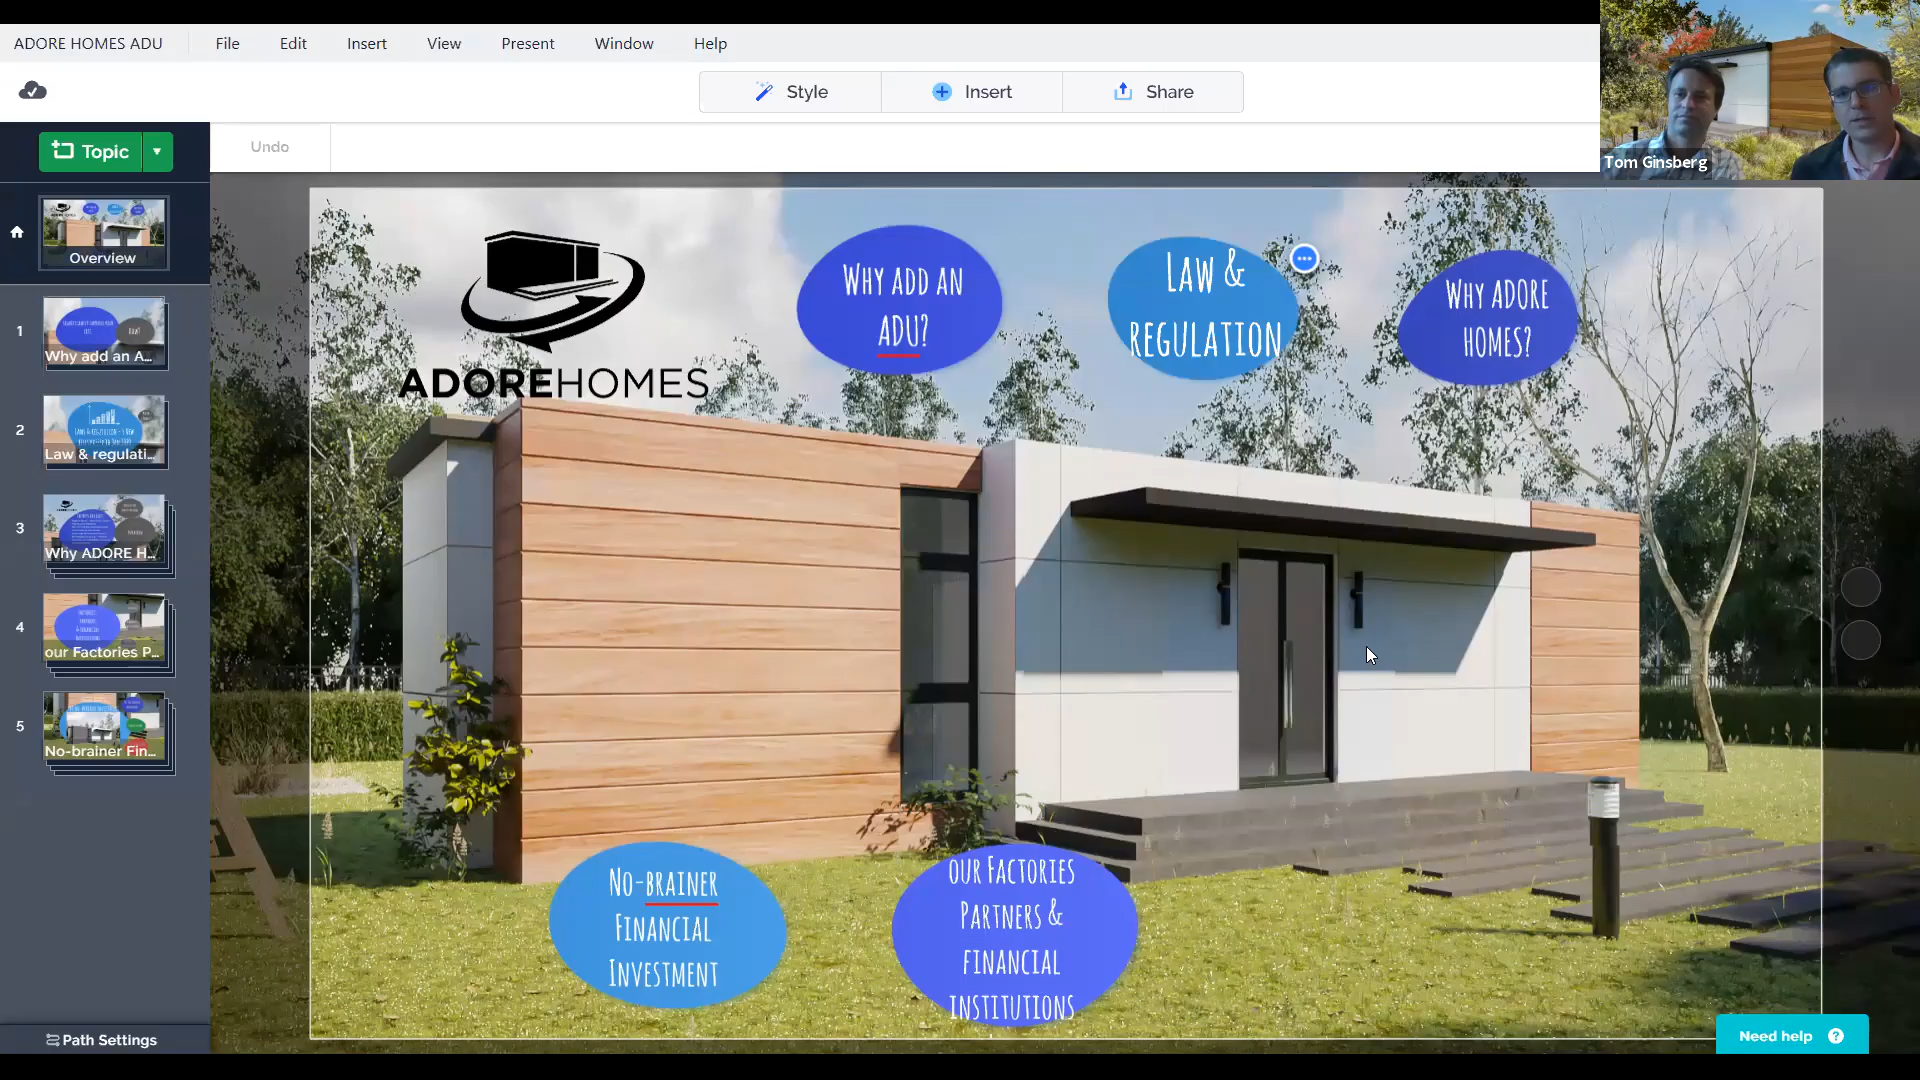 ADORE HOMES ADU
File
Edit
Insert
View
Present
Window
Help
Style
Insert
Share
Tom Ginsberg
Topic
Undo
Overview
1
Why add an A...
2
Law & regulati...
3
Why ADORE H...
4
our Factories P...
5
No-brainer Fin...
Path Settings
ADOREHOMES
WHY ADD AN
ADU?
LAW &
REGULATION
WHY ADORE
HOMES?
NO-BRAINER
FINANCIAL
INVESTMENT
OUR FACTORIES
PARTNERS &
FINANCIAL
INSTITUTIONS
Need help ?